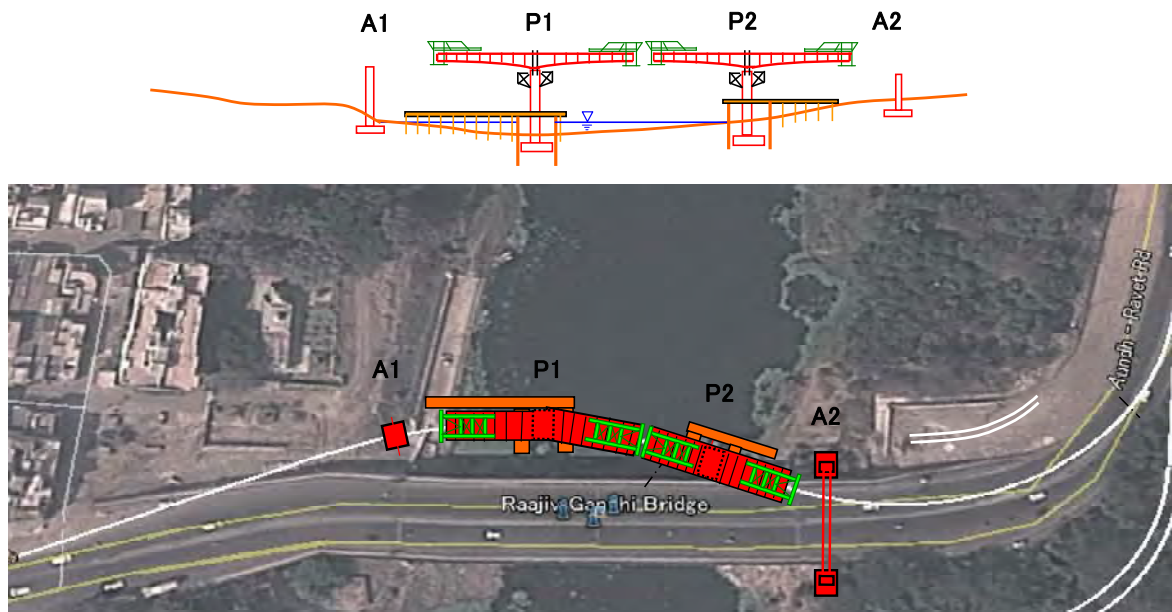 A1
P1
P2
A2
A1
P1
P2
A2
Aundh - Ravet Rd
Raajiv Gandhi Bridge